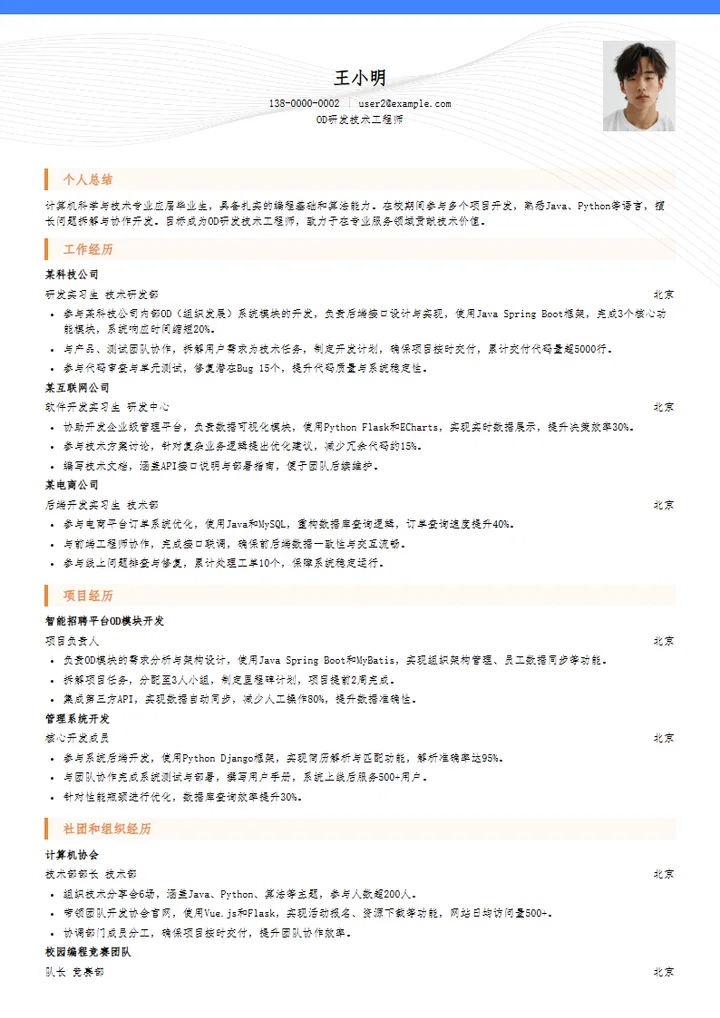 王小明
138-0000-0002 | user2@example.com
OD研发技术工程师
个人总结
计算机科学与技术专业应届毕业生，具备扎实的编程基础和算法能力。在校期间参与多个项目开发，熟悉Java、Python等语言，擅
长问题拆解与协作开发。目标成为OD研发技术工程师，致力于在专业服务领域贡献技术价值。
工作经历
某科技公司
研发实习生 技术研发部 北京
• 参与某科技公司内部OD（组织发展）系统模块的开发，负责后端接口设计与实现，使用Java Spring Boot框架，完成3个核心功
能模块，系统响应时间缩短20%。
• 与产品、测试团队协作，拆解用户需求为技术任务，制定开发计划，确保项目按时交付，累计交付代码量超5000行。
• 参与代码审查与单元测试，修复潜在Bug 15个，提升代码质量与系统稳定性。
某互联网公司
软件开发实习生 研发中心 北京
• 协助开发企业级管理平台，负责数据可视化模块，使用Python Flask和ECharts，实现实时数据展示，提升决策效率30%。
• 参与技术方案讨论，针对复杂业务逻辑提出优化建议，减少冗余代码约15%。
• 编写技术文档，涵盖API接口说明与部署指南，便于团队后续维护。
某电商公司
后端开发实习生 技术部 北京
• 参与电商平台订单系统优化，使用Java和MySQL，重构数据库查询逻辑，订单查询速度提升40%。
• 与前端工程师协作，完成接口联调，确保前后端数据一致性与交互流畅。
• 参与线上问题排查与修复，累计处理工单10个，保障系统稳定运行。
项目经历
智能招聘平台OD模块开发
项目负责人 北京
• 负责OD模块的需求分析与架构设计，使用Java Spring Boot和MyBatis，实现组织架构管理、员工数据同步等功能。
• 拆解项目任务，分配至3人小组，制定里程碑计划，项目提前2周完成。
• 集成第三方API，实现数据自动同步，减少人工操作80%，提升数据准确性。
管理系统开发
核心开发成员 北京
• 参与系统后端开发，使用Python Django框架，实现简历解析与匹配功能，解析准确率达95%。
• 与团队协作完成系统测试与部署，撰写用户手册，系统上线后服务500+用户。
• 针对性能瓶颈进行优化，数据库查询效率提升30%。
社团和组织经历
计算机协会
技术部部长 技术部 北京
• 组织技术分享会6场，涵盖Java、Python、算法等主题，参与人数超200人。
• 带领团队开发协会官网，使用Vue.js和Flask，实现活动报名、资源下载等功能，网站日均访问量500+。
• 协调部门成员分工，确保项目按时交付，提升团队协作效率。
校园编程竞赛团队
队长 竞赛部 北京